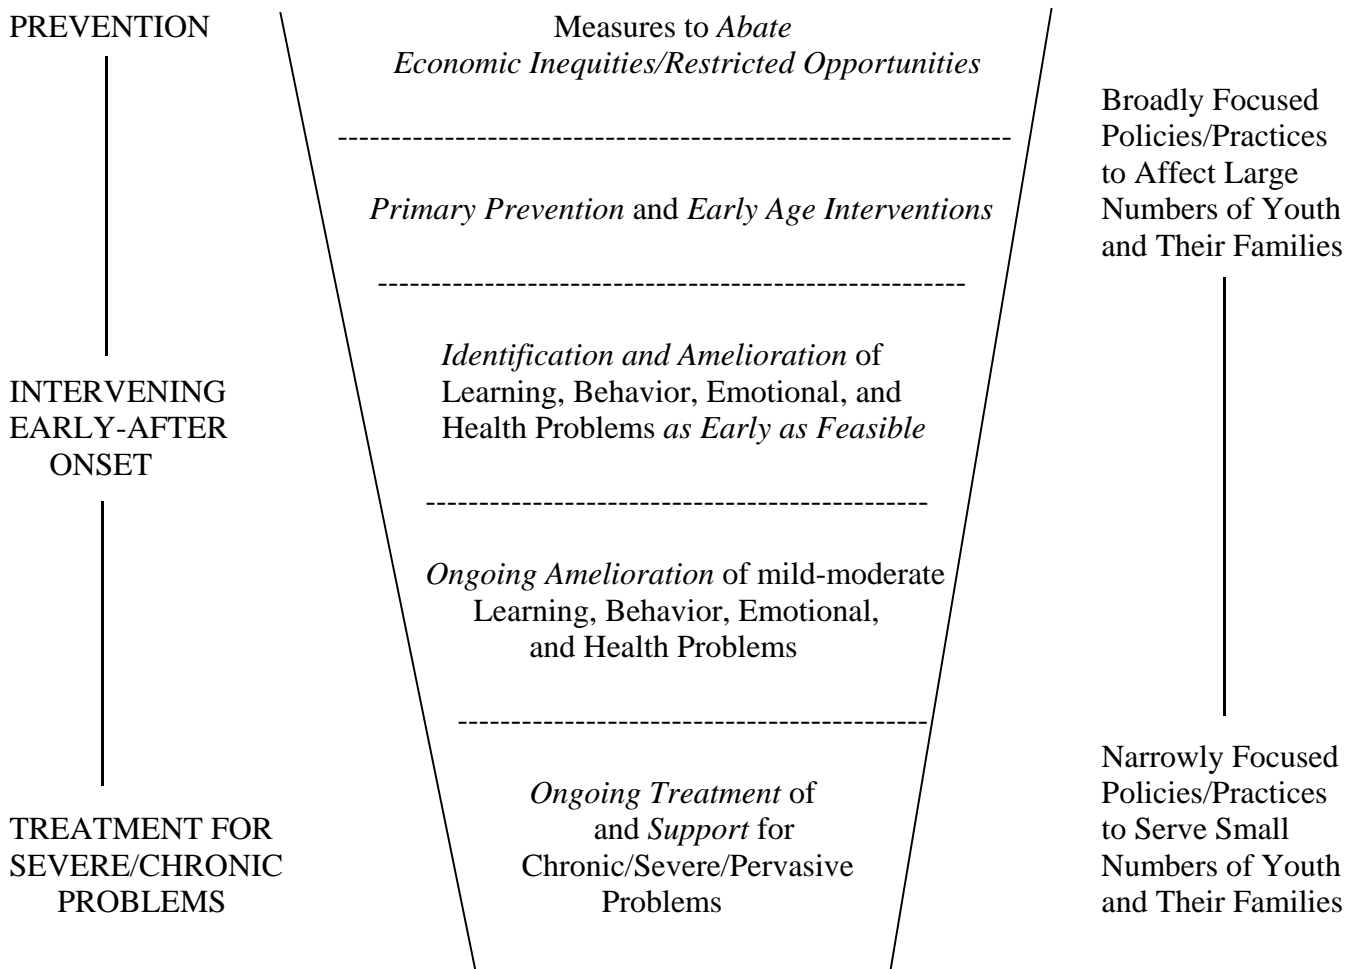 PREVENTION
Measures to Abate
Economic Inequities/Restricted Opportunities
Broadly Focused
Policies/Practices
to Affect Large
Numbers of Youth
and Their Families
Primary Prevention and Early Age Interventions
INTERVENING
EARLY-AFTER
ONSET
Identification and Amelioration of
Learning, Behavior, Emotional, and
Health Problems as Early as Feasible
Ongoing Amelioration of mild-moderate
Learning, Behavior, Emotional,
and Health Problems
TREATMENT FOR
SEVERE/CHRONIC
PROBLEMS
Ongoing Treatment of
and Support for
Chronic/Severe/Pervasive
Problems
Narrowly Focused
Policies/Practices
to Serve Small
Numbers of Youth
and Their Families